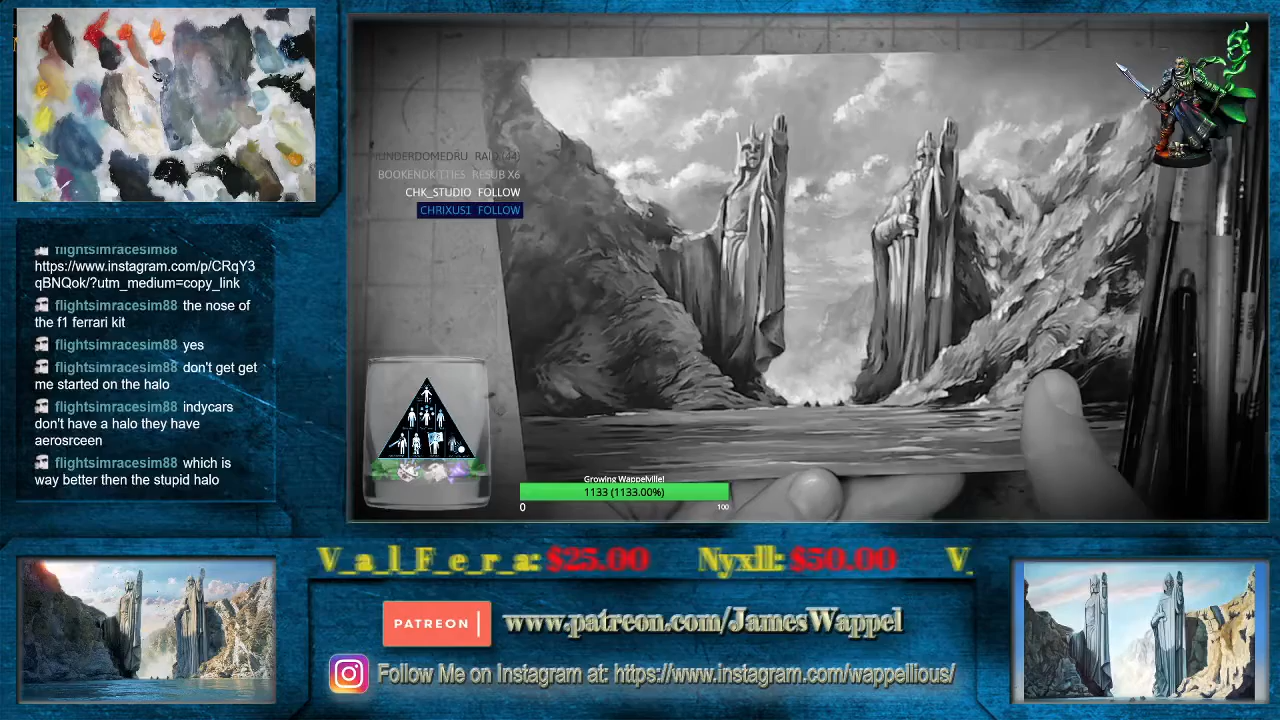 UNDERDOMEDRU RAID (44)
BOOKENDKITTIES RESUB X6
CHK_STUDIO FOLLOW
CHRIXUS1 FOLLOW
flightsimracesim88
https://www.instagram.com/p/CRqY3
qBNQok/?utm_medium=copy_link
flightsimracesim88 the nose of
the f1 ferrari kit
flightsimracesim88 yes
flightsimracesim88 don't get get
me started on the halo
flightsimracesim88 indycars
don't have a halo they have
aerosrceen
flightsimracesim88 which is
way better then the stupid halo
Growing Wappelville!
1133 (1133.00%)
0 100
V_a_l_F_e_r_a: $25.00 Nyxll: $50.00 V_
PATREON www.patreon.com/JamesWappel
Follow Me on Instagram at: https://www.instagram.com/wappellious/